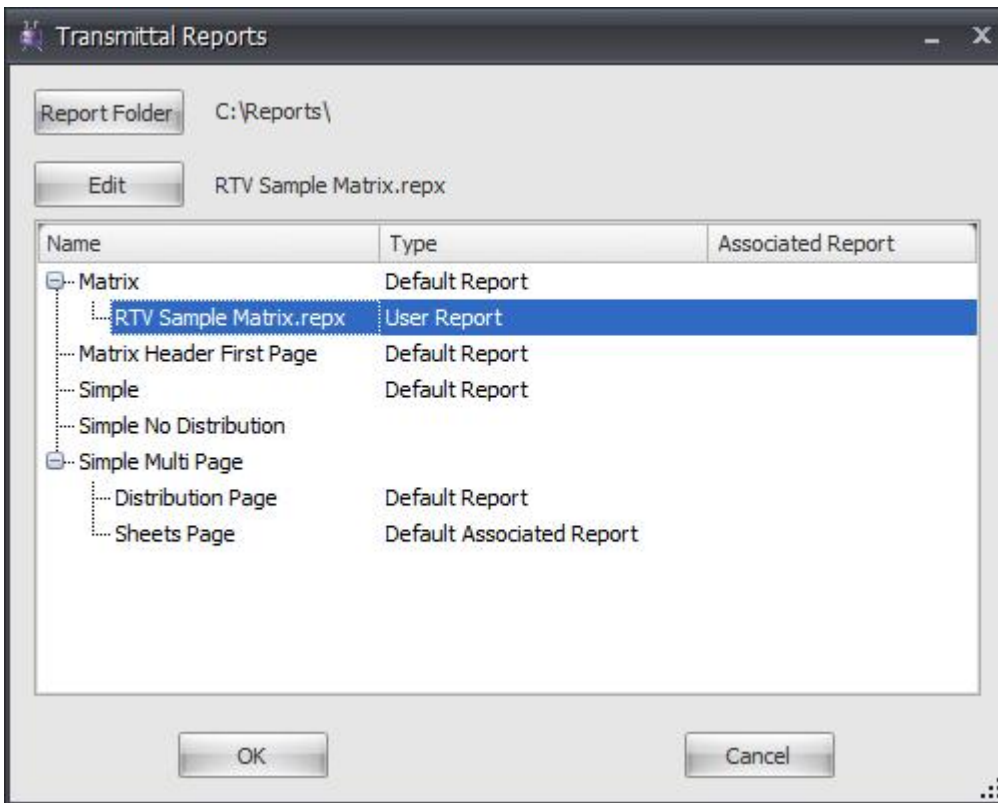 Transmittal Reports
Report Folder C:\Reports\
Edit RTV Sample Matrix.repx
Name Type Associated Report
Matrix Default Report
RTV Sample Matrix.repx User Report
Matrix Header First Page Default Report
Simple Default Report
Simple No Distribution
Simple Multi Page
Distribution Page Default Report
Sheets Page Default Associated Report
OK Cancel